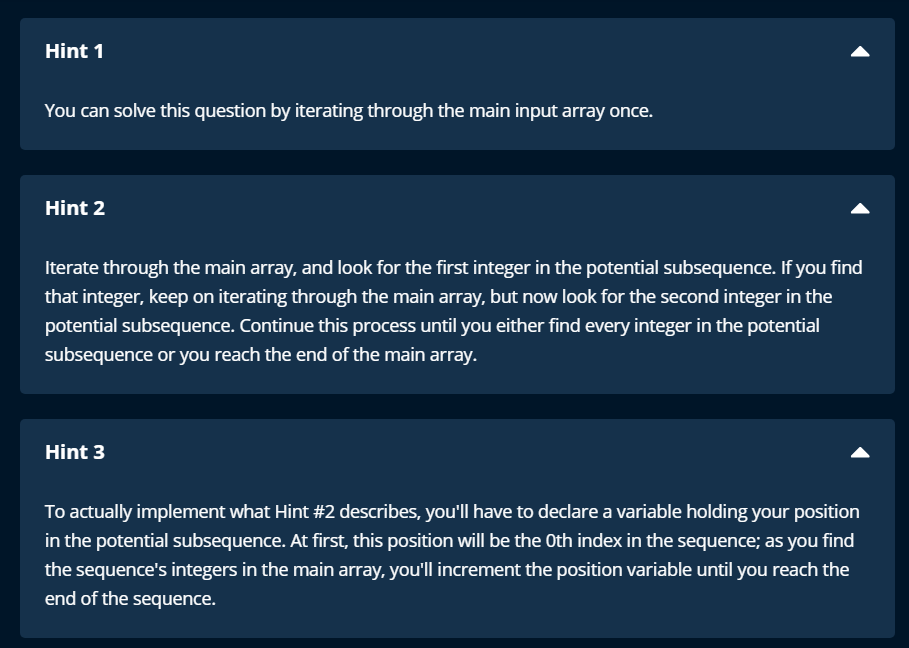 Hint 1
You can solve this question by iterating through the main input array once.
Hint 2
Iterate through the main array, and look for the first integer in the potential subsequence. If you find
that integer, keep on iterating through the main array, but now look for the second integer in the
potential subsequence. Continue this process until you either find every integer in the potential
subsequence or you reach the end of the main array.
Hint 3
To actually implement what Hint #2 describes, you'll have to declare a variable holding your position
in the potential subsequence. At first, this position will be the 0th index in the sequence; as you find
the sequence's integers in the main array, you'll increment the position variable until you reach the
end of the sequence.